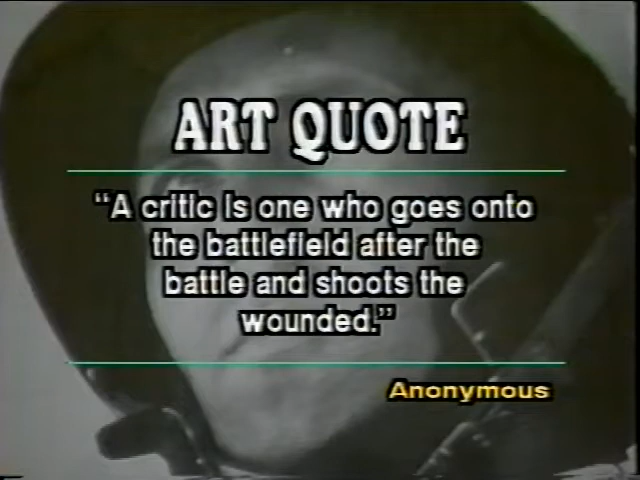 ART QUOTE
“A critic is one who goes onto
the battlefield after the
battle and shoots the
wounded.”
Anonymous